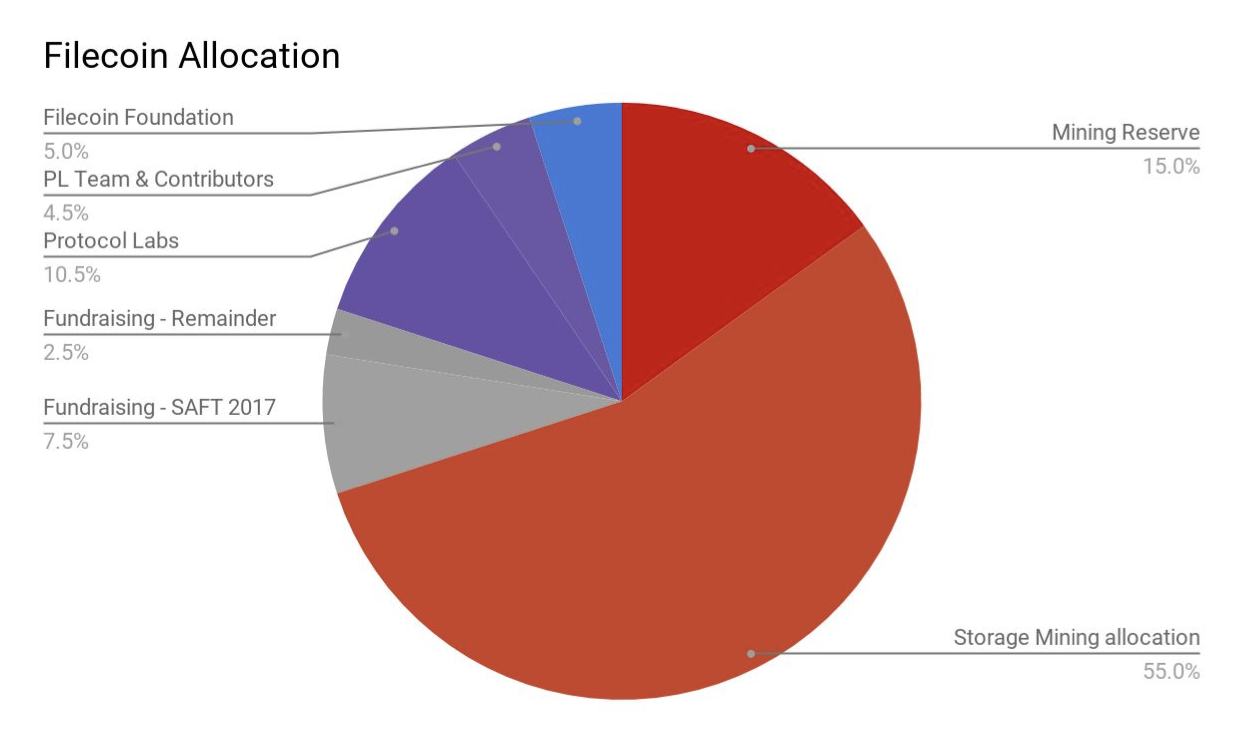 Filecoin Allocation
Filecoin Foundation
5.0%
PL Team & Contributors
4.5%
Protocol Labs
10.5%
Fundraising - Remainder
2.5%
Fundraising - SAFT 2017
7.5%
Mining Reserve
15.0%
Storage Mining allocation
55.0%